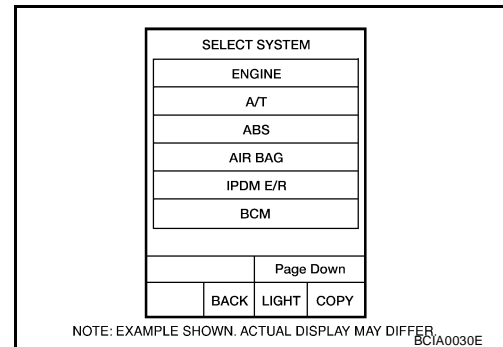 SELECT SYSTEM
ENGINE
A/T
ABS
AIR BAG
IPDM E/R
BCM
Page Down
BACK LIGHT COPY
NOTE: EXAMPLE SHOWN. ACTUAL DISPLAY MAY DIFFER.
BCIA0030E